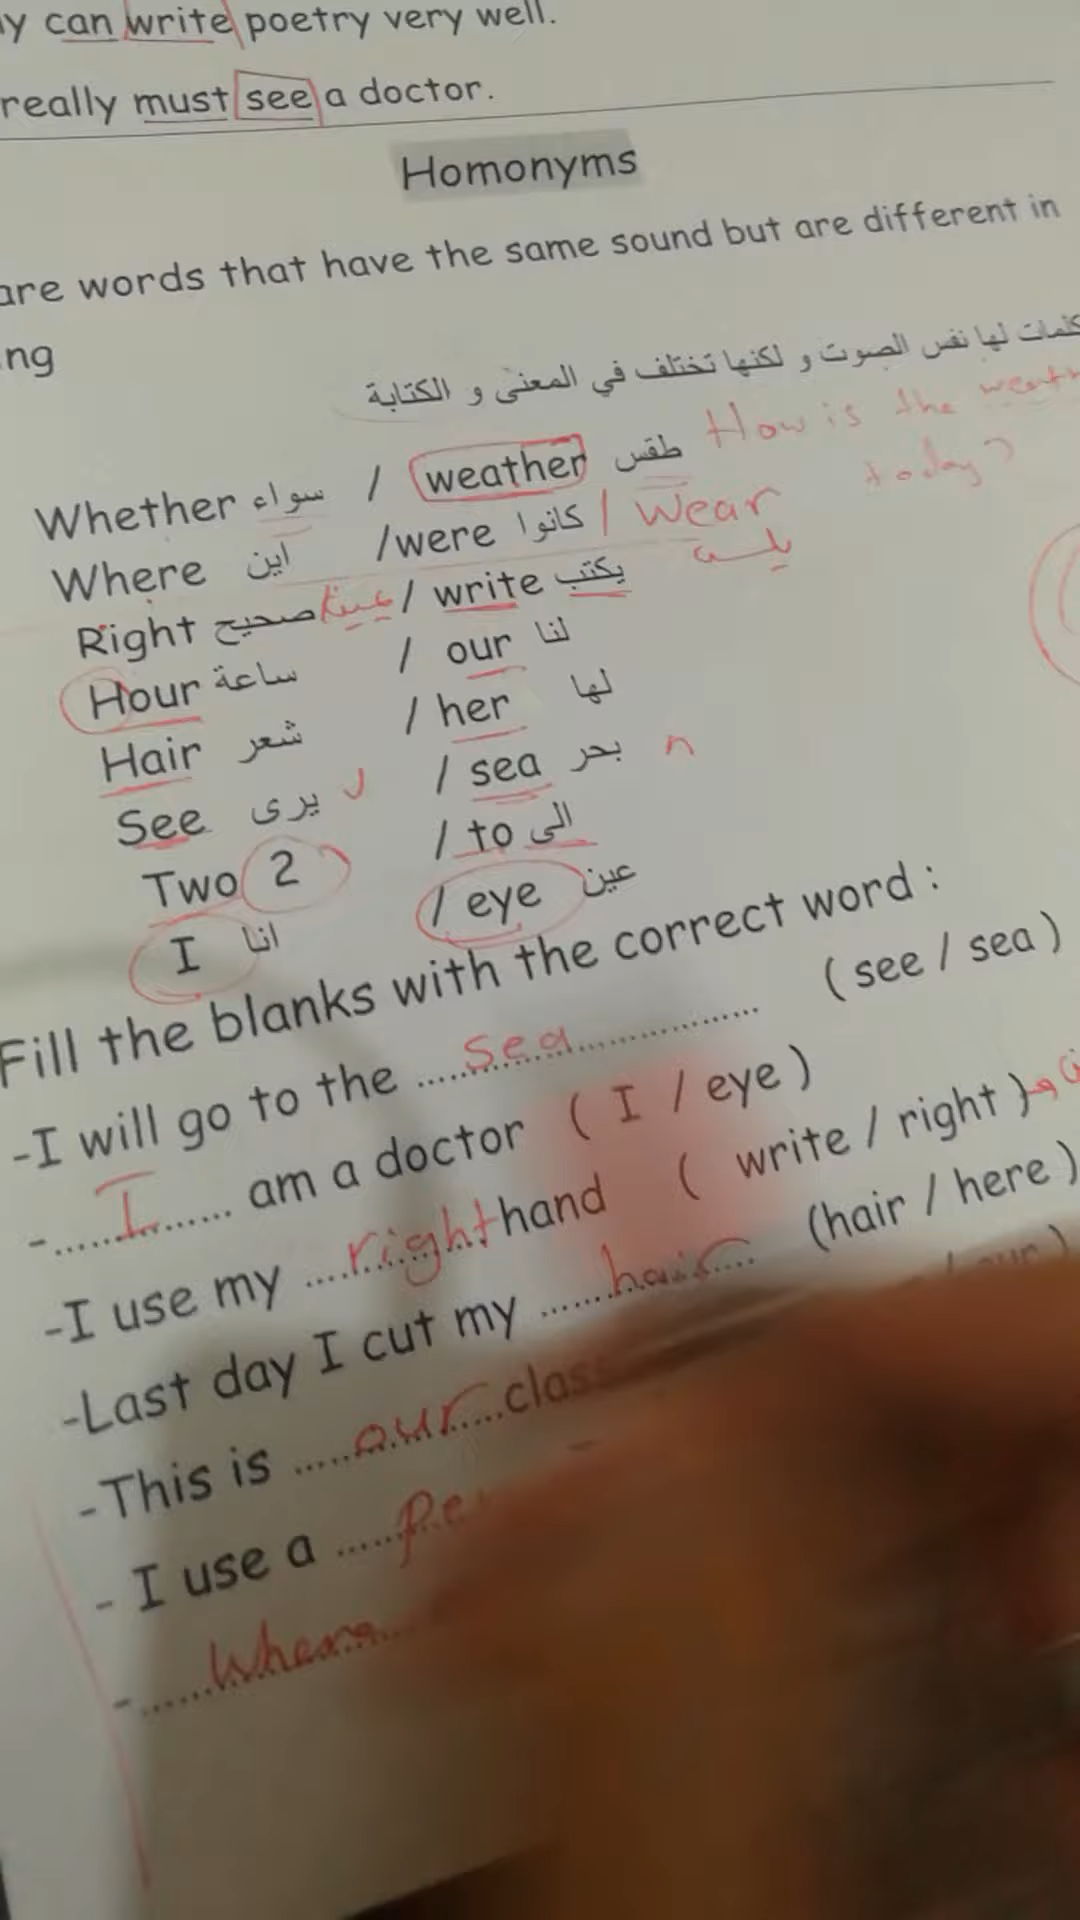 can write poetry very well.
really must see a doctor.
Homonyms
are words that have the same sound but are different in
كلمات لها نفس الصوت و لكنها تختلف في المعنى و الكتابة
Whether سواء / weather طقس How is the
today?
Where اين /were كانوا / Wear
Right صحيح / write يكتب
Hour ساعة / our لنا
Hair شعر / her لها
See يرى / sea بحر n
Two 2 / to الى
I انا / eye عين
Fill the blanks with the correct word :
-I will go to the .....sea............... ( see / sea )
-......I...... am a doctor ( I / eye )
-I use my ....right hand ( write / right )
-Last day I cut my ......hair.... (hair / here )
-This is .....our....class
- I use a .....
-......